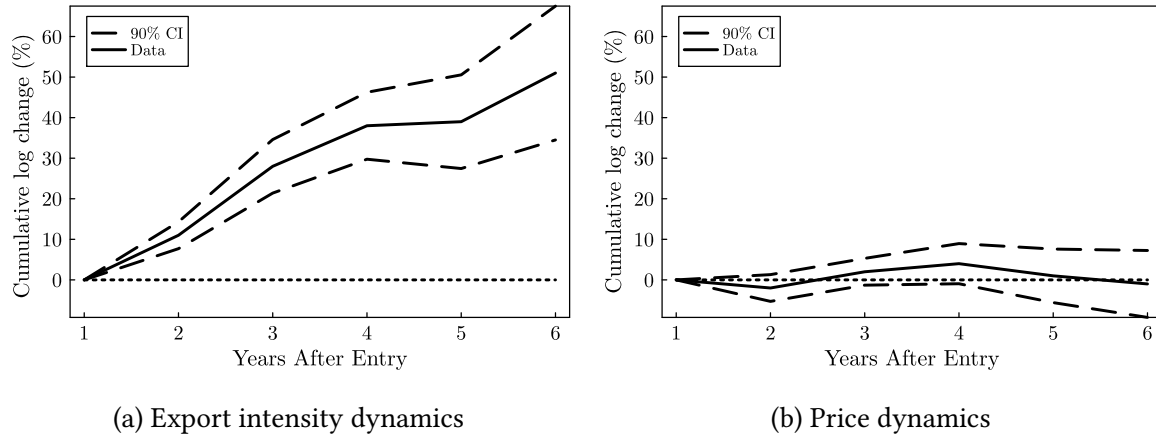 Cumulative log change (%)
60
50
40
30
20
10
0
90% CI
Data
1 2 3 4 5 6
Years After Entry
(a) Export intensity dynamics
Cumulative log change (%)
60
50
40
30
20
10
0
90% CI
Data
1 2 3 4 5 6
Years After Entry
(b) Price dynamics